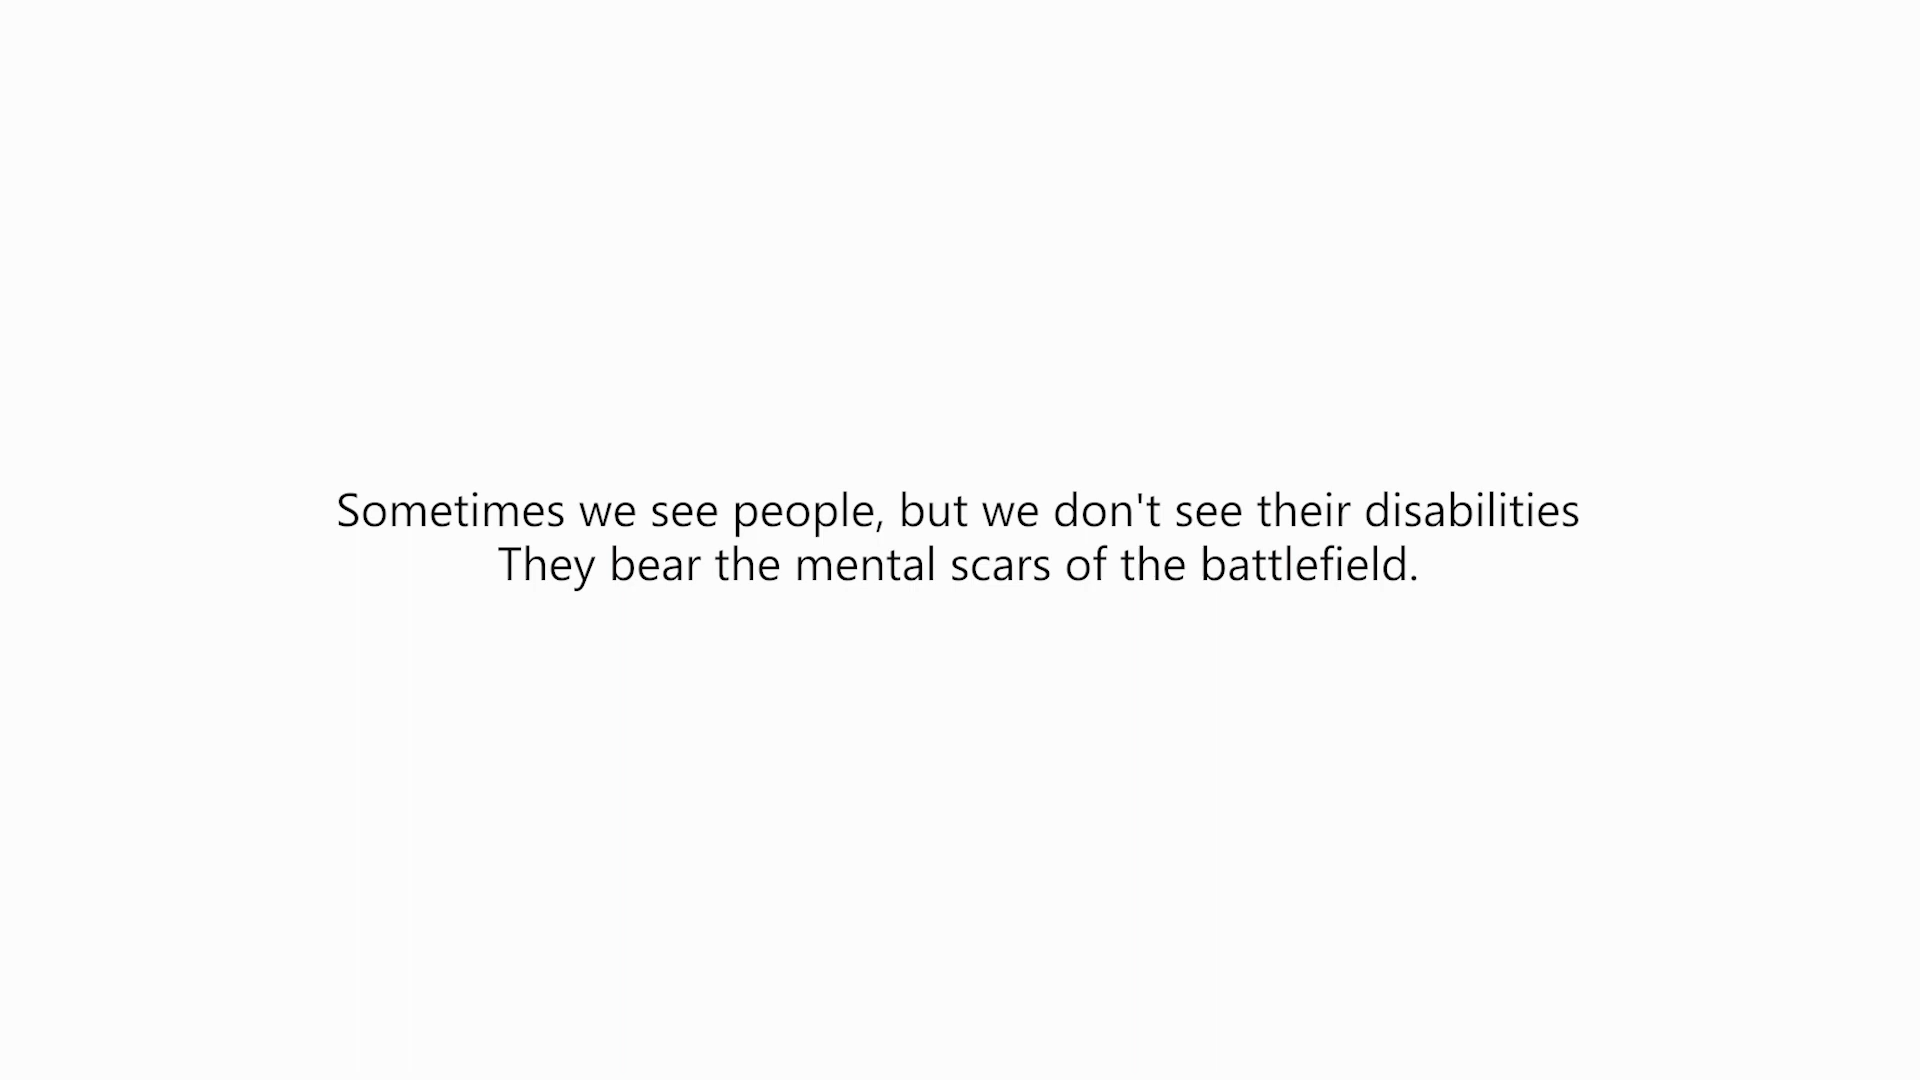 Sometimes we see people, but we don't see their disabilities
They bear the mental scars of the battlefield.